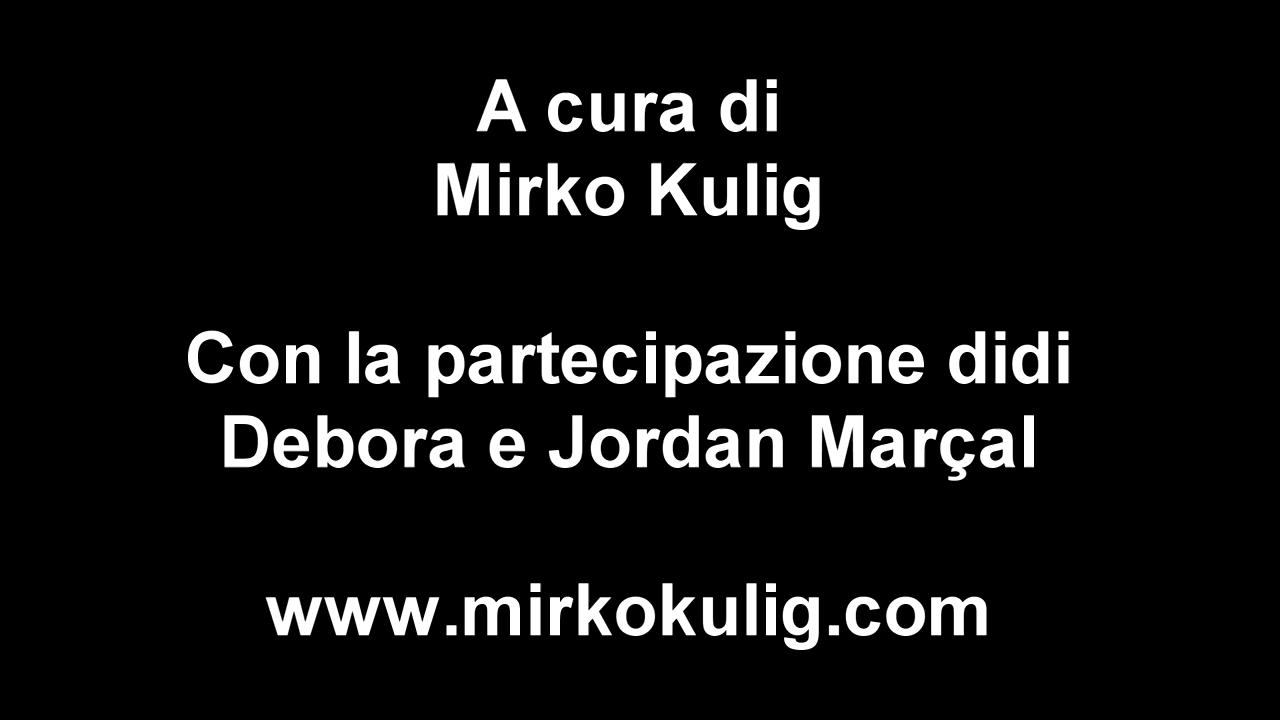 A cura di
Mirko Kulig
Con la partecipazione didi
Debora e Jordan Marçal
www.mirkokulig.com